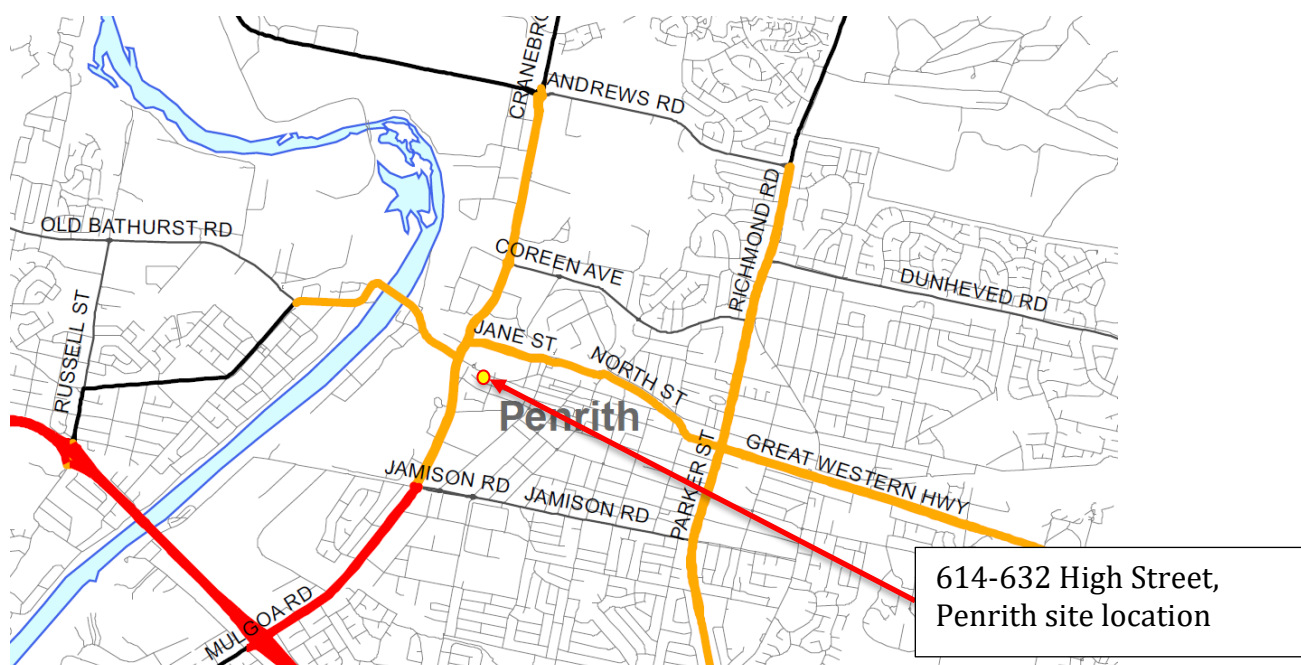 CRANEBRO
ANDREWS RD
OLD BATHURST RD
RICHMOND RD
COREEN AVE
DUNHEVED RD
RUSSELL ST
JANE ST
NORTH ST
Penrith
PARKER ST
GREAT WESTERN HWY
JAMISON RD
JAMISON RD
MULGOA RD
614-632 High Street,
Penrith site location